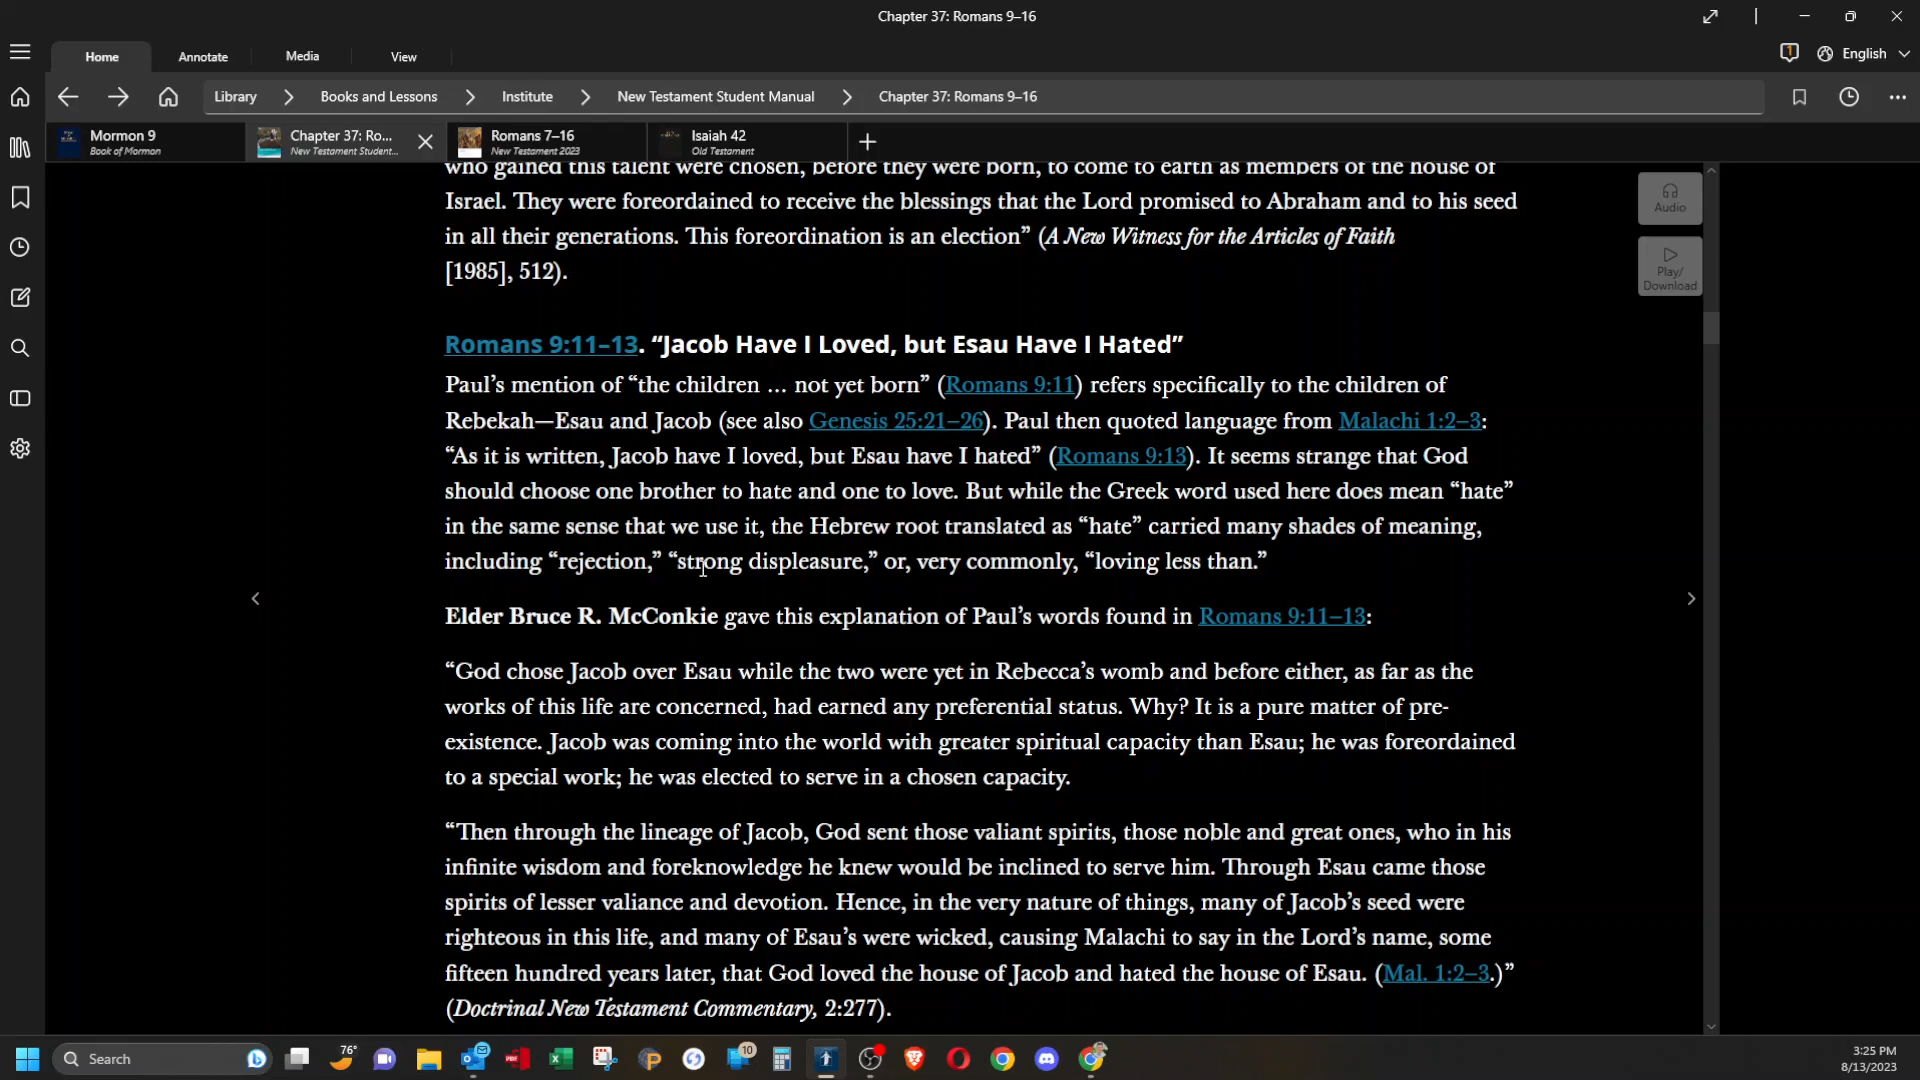 Chapter 37: Romans 9–16
Home
Annotate
Media
View
1
English
Library
Books and Lessons
Institute
New Testament Student Manual
Chapter 37: Romans 9–16
Mormon 9
Book of Mormon
Chapter 37: Ro...
New Testament Student...
Romans 7–16
New Testament 2023
Isaiah 42
Old Testament
who gained this talent were chosen, before they were born, to come to earth as members of the house of
Israel. They were foreordained to receive the blessings that the Lord promised to Abraham and to his seed
in all their generations. This foreordination is an election” (A New Witness for the Articles of Faith
[1985], 512).
Audio
Play/
Download
Romans 9:11–13. “Jacob Have I Loved, but Esau Have I Hated”
Paul’s mention of “the children … not yet born” (Romans 9:11) refers specifically to the children of
Rebekah—Esau and Jacob (see also Genesis 25:21–26). Paul then quoted language from Malachi 1:2–3:
“As it is written, Jacob have I loved, but Esau have I hated” (Romans 9:13). It seems strange that God
should choose one brother to hate and one to love. But while the Greek word used here does mean “hate”
in the same sense that we use it, the Hebrew root translated as “hate” carried many shades of meaning,
including “rejection,” “strong displeasure,” or, very commonly, “loving less than.”
Elder Bruce R. McConkie gave this explanation of Paul’s words found in Romans 9:11–13:
“God chose Jacob over Esau while the two were yet in Rebecca’s womb and before either, as far as the
works of this life are concerned, had earned any preferential status. Why? It is a pure matter of pre-
existence. Jacob was coming into the world with greater spiritual capacity than Esau; he was foreordained
to a special work; he was elected to serve in a chosen capacity.
“Then through the lineage of Jacob, God sent those valiant spirits, those noble and great ones, who in his
infinite wisdom and foreknowledge he knew would be inclined to serve him. Through Esau came those
spirits of lesser valiance and devotion. Hence, in the very nature of things, many of Jacob’s seed were
righteous in this life, and many of Esau’s were wicked, causing Malachi to say in the Lord’s name, some
fifteen hundred years later, that God loved the house of Jacob and hated the house of Esau. (Mal. 1:2–3.)”
(Doctrinal New Testament Commentary, 2:277).
Search
76°
10
3:25 PM
8/13/2023